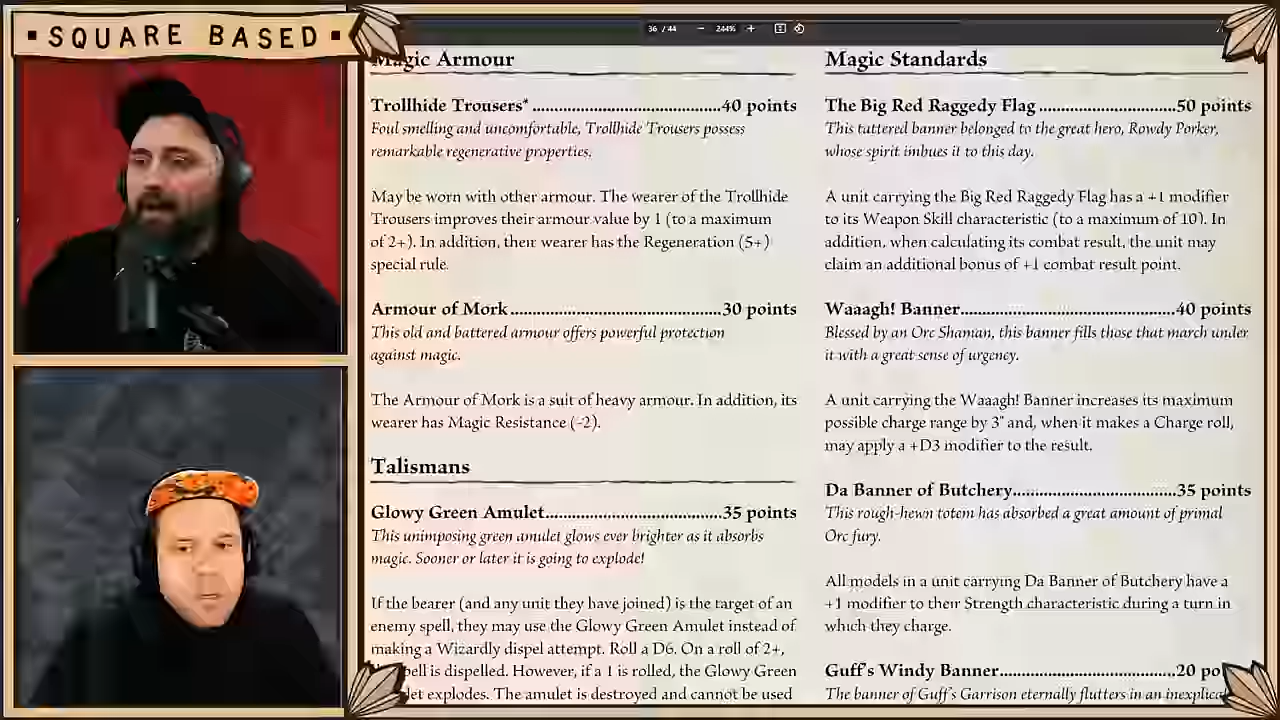 SQUARE BASED
36 / 44
244%
Magic Armour
Trollhide Trousers* 40 points
Foul smelling and uncomfortable, Trollhide Trousers possess
remarkable regenerative properties.
May be worn with other armour. The wearer of the Trollhide
Trousers improves their armour value by 1 (to a maximum
of 2+). In addition, their wearer has the Regeneration (5+)
special rule.
Armour of Mork 30 points
This old and battered armour offers powerful protection
against magic.
The Armour of Mork is a suit of heavy armour. In addition, its
wearer has Magic Resistance (-2).
Talismans
Glowy Green Amulet 35 points
This unimposing green amulet glows ever brighter as it absorbs
magic. Sooner or later it is going to explode!
If the bearer (and any unit they have joined) is the target of an
enemy spell, they may use the Glowy Green Amulet instead of
making a Wizardly dispel attempt. Roll a D6. On a roll of 2+,
pell is dispelled. However, if a 1 is rolled, the Glowy Green
let explodes. The amulet is destroyed and cannot be used
Magic Standards
The Big Red Raggedy Flag 50 points
This tattered banner belonged to the great hero, Rowdy Porker,
whose spirit imbues it to this day.
A unit carrying the Big Red Raggedy Flag has a +1 modifier
to its Weapon Skill characteristic (to a maximum of 10). In
addition, when calculating its combat result, the unit may
claim an additional bonus of +1 combat result point.
Waaagh! Banner 40 points
Blessed by an Orc Shaman, this banner fills those that march under
it with a great sense of urgency.
A unit carrying the Waaagh! Banner increases its maximum
possible charge range by 3" and, when it makes a Charge roll,
may apply a +D3 modifier to the result.
Da Banner of Butchery 35 points
This rough-hewn totem has absorbed a great amount of primal
Orc fury.
All models in a unit carrying Da Banner of Butchery have a
+1 modifier to their Strength characteristic during a turn in
which they charge.
Guff's Windy Banner 20 po
The banner of Guff's Garrison eternally flutters in an inexplica